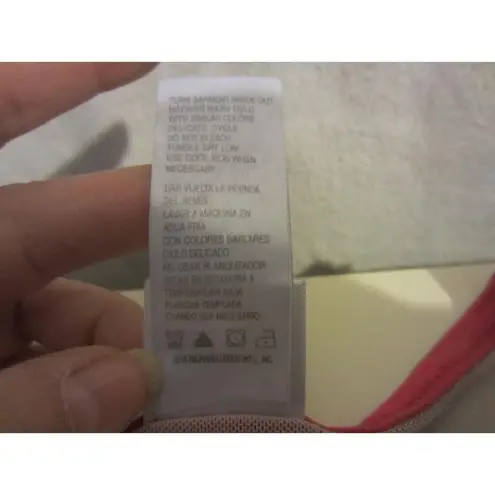 TURN GARMENT INSIDE OUT
MACHINE WASH COLD
WITH SIMILAR COLORS
DELICATE CYCLE
DO NOT BLEACH
TUMBLE DRY LOW
USE COOL IRON WHEN
NECESSARY
DAR VUELTA LA PRENDA
DEL REVES
LAVAR A MAQUINA EN
AGUA FRIA
CON COLORES SIMILARES
CICLO DELICADO
NO USAR BLANQUEADOR
SECAR EN SECADORA A
TEMPERATURA BAJA
PLANCHA TEMPLADA
CUANDO SEA NECESARIO
INT'L, INC.